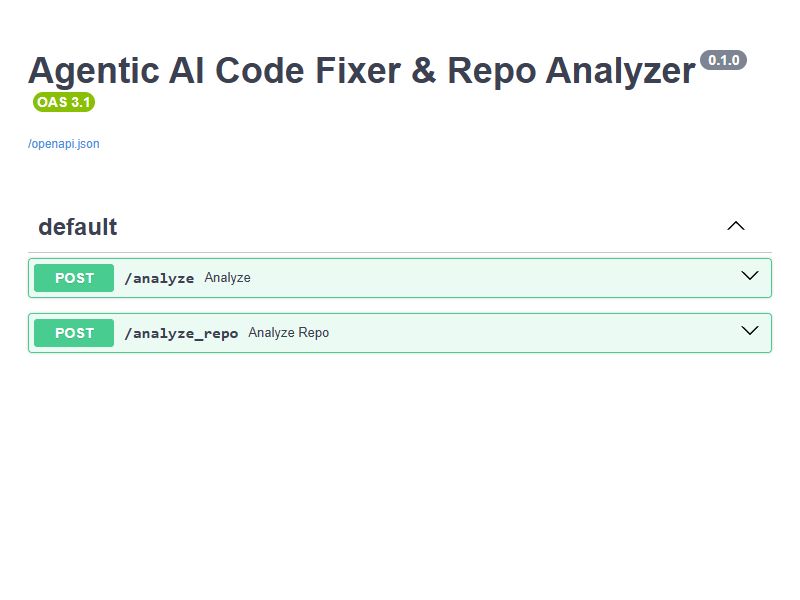 Agentic AI Code Fixer & Repo Analyzer 0.1.0
OAS 3.1
/openapi.json
default
POST /analyze Analyze
POST /analyze_repo Analyze Repo